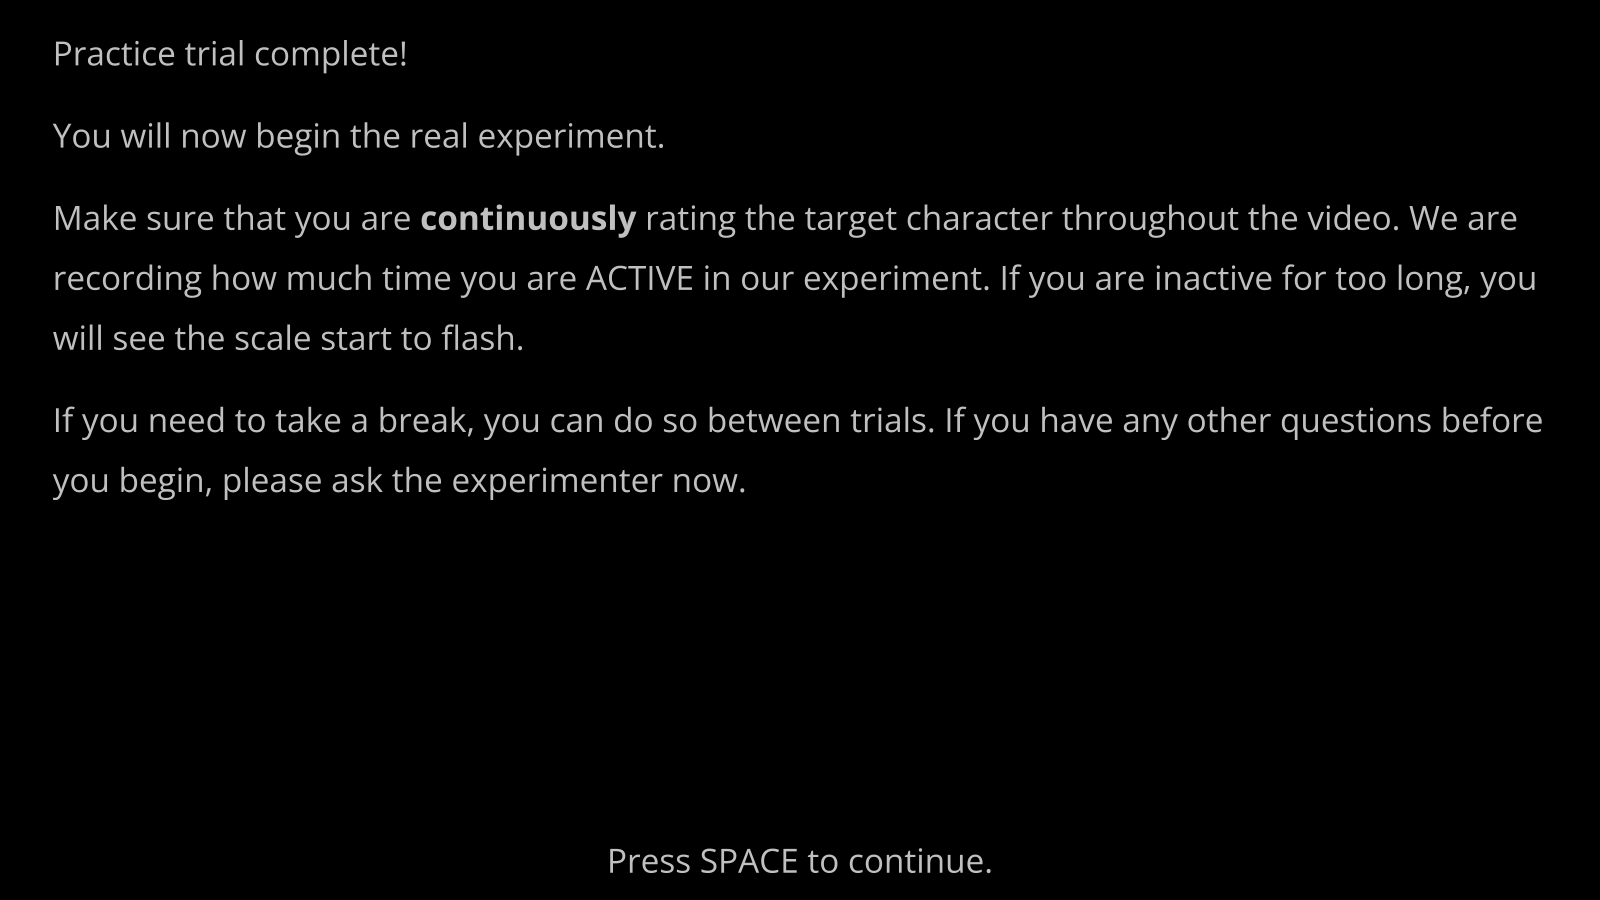 Practice trial complete!
You will now begin the real experiment.
Make sure that you are continuously rating the target character throughout the video. We are
recording how much time you are ACTIVE in our experiment. If you are inactive for too long, you
will see the scale start to flash.
If you need to take a break, you can do so between trials. If you have any other questions before
you begin, please ask the experimenter now.
Press SPACE to continue.